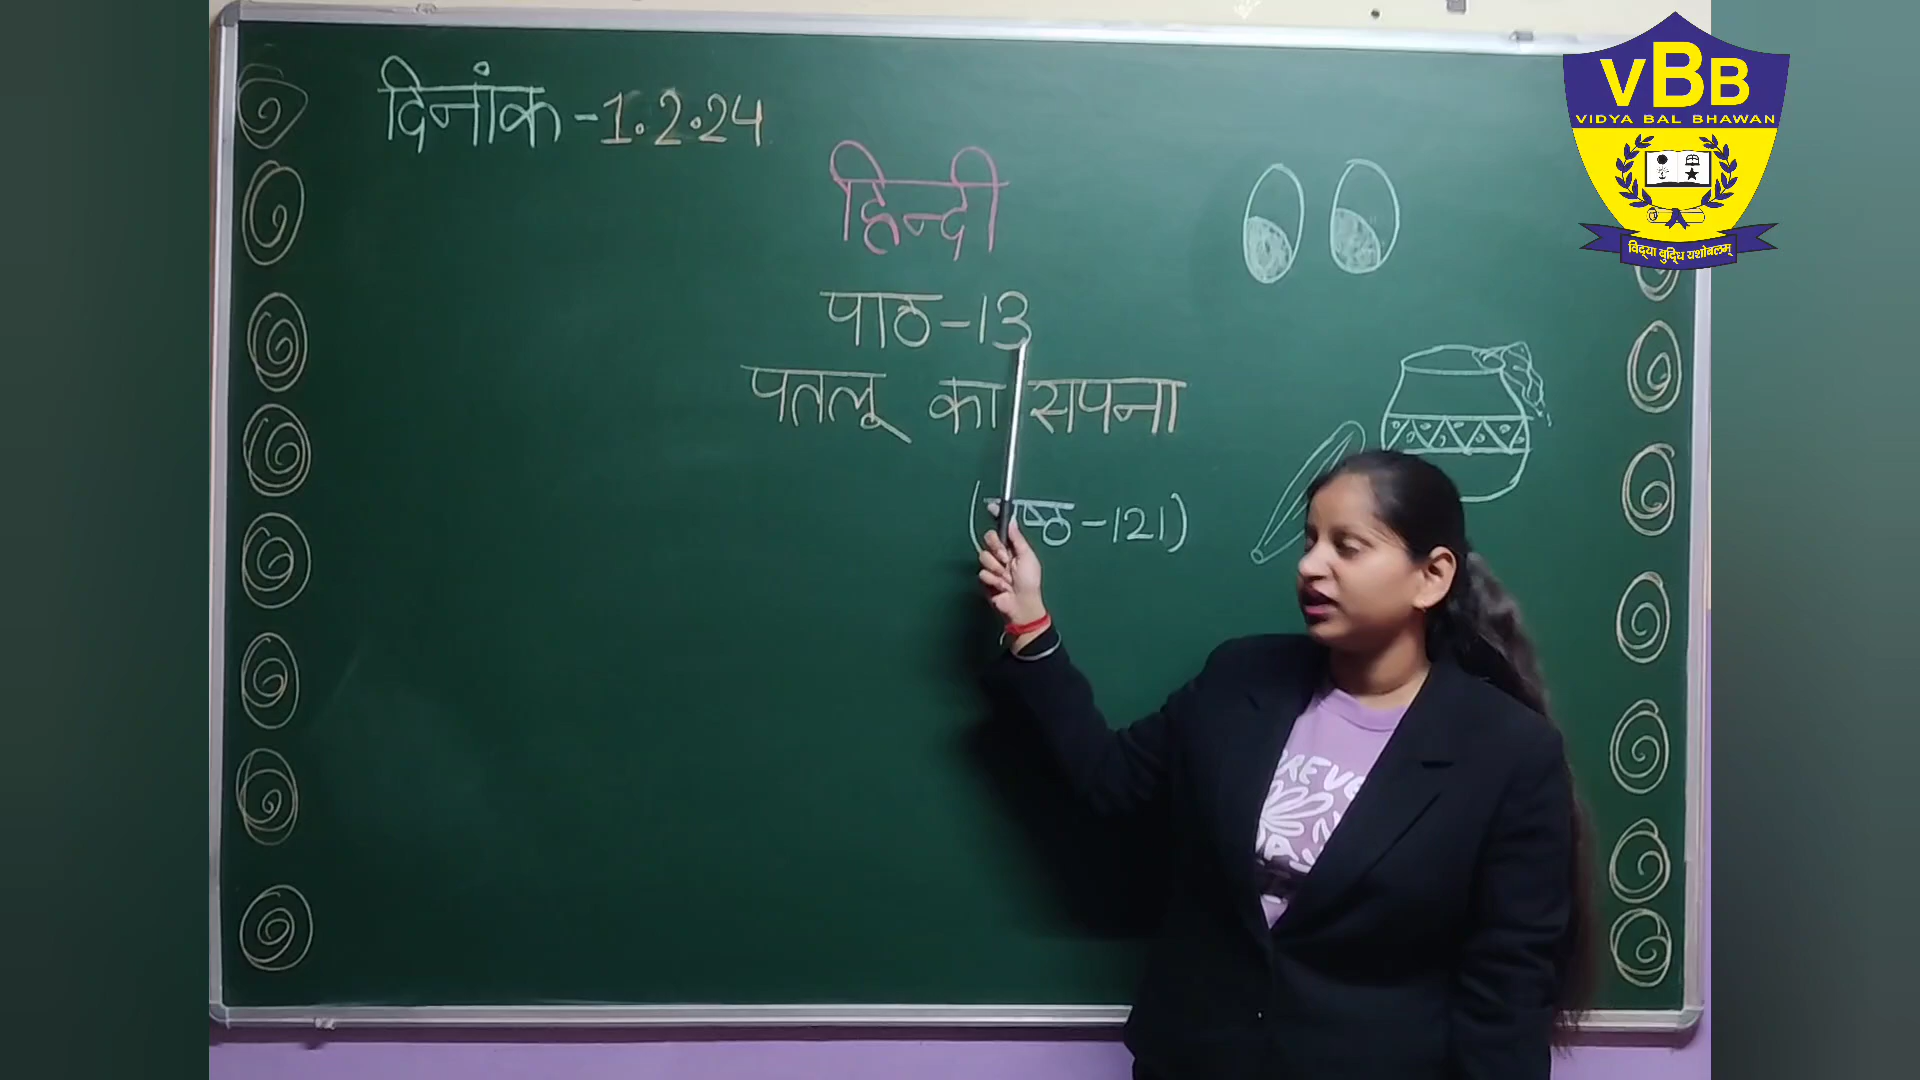 दिनांक -1.2.24
हिन्दी
पाठ-13
पतलू का सपना
(पृष्ठ-121)
VBB
VIDYA BAL BHAWAN
विद्या बुद्धि यशोबलम्